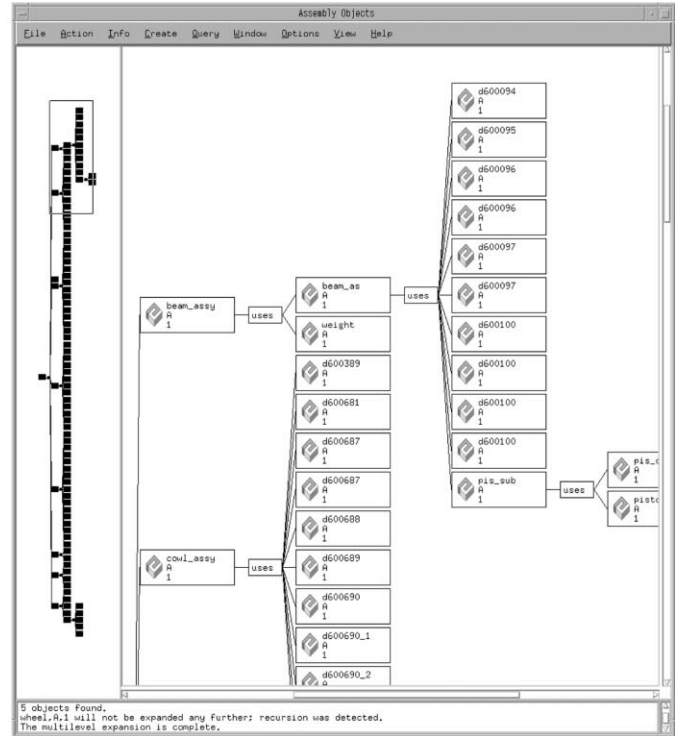 Assembly Objects
File Action Info Create Query Window Options View Help
d600094
A
1
d600095
A
1
d600096
A
1
d600096
A
1
d600097
A
1
d600097
A
1
d600100
A
1
d600100
A
1
d600100
A
1
d600100
A
1
pis_sub
A
1
uses
pis_c
A
1
pisto
A
1
beam_assy
A
1
uses
beam_as
A
1
uses
weight
A
1
d600389
A
1
d600681
A
1
d600687
A
1
d600687
A
1
d600688
A
1
cowl_assy
A
1
uses
d600689
A
1
d600690
A
1
d600690_1
A
1
d600690_2
A
5 objects found.
wheel,A,1 will not be expanded any further; recursion was detected.
The multilevel expansion is complete.